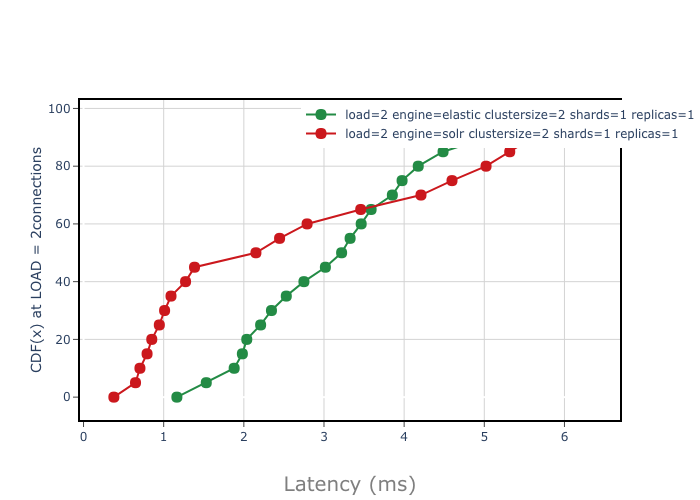 load=2 engine=elastic clustersize=2 shards=1 replicas=1
load=2 engine=solr clustersize=2 shards=1 replicas=1
CDF(x) at LOAD = 2connections
100
80
60
40
20
0
0 1 2 3 4 5 6
Latency (ms)